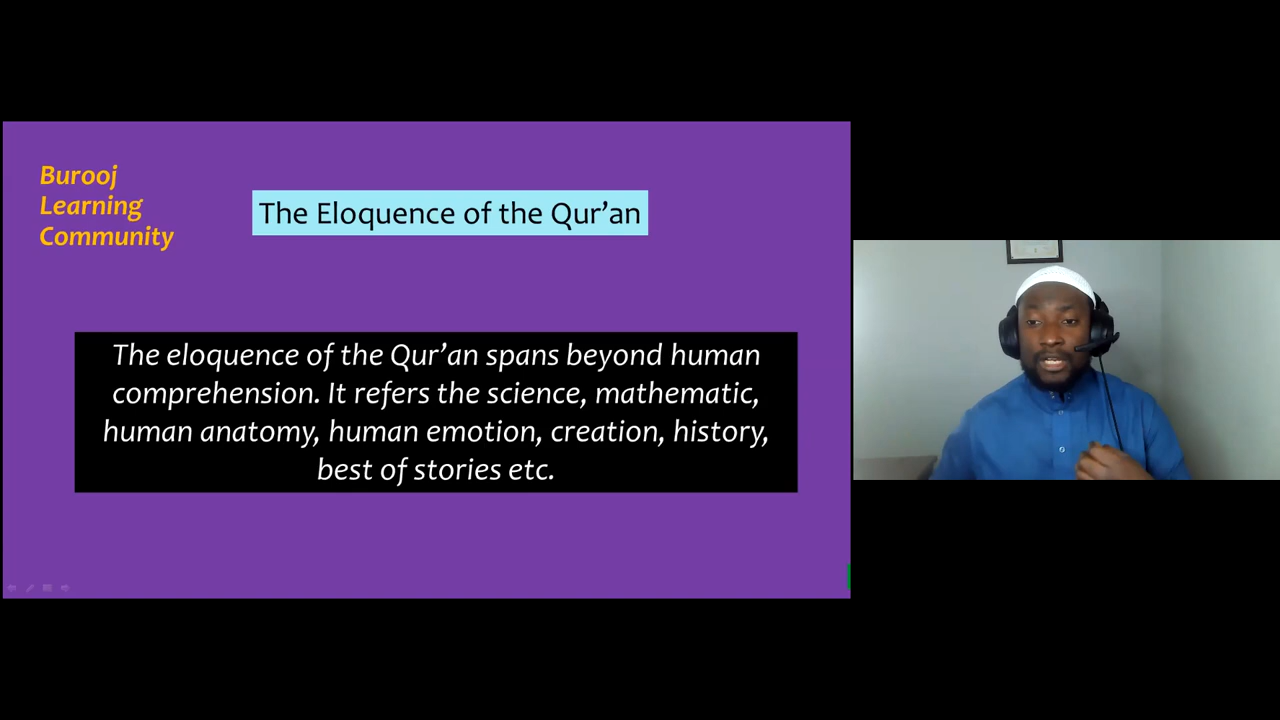 Burooj
Learning
Community
The Eloquence of the Qur’an
The eloquence of the Qur’an spans beyond human
comprehension. It refers the science, mathematic,
human anatomy, human emotion, creation, history,
best of stories etc.